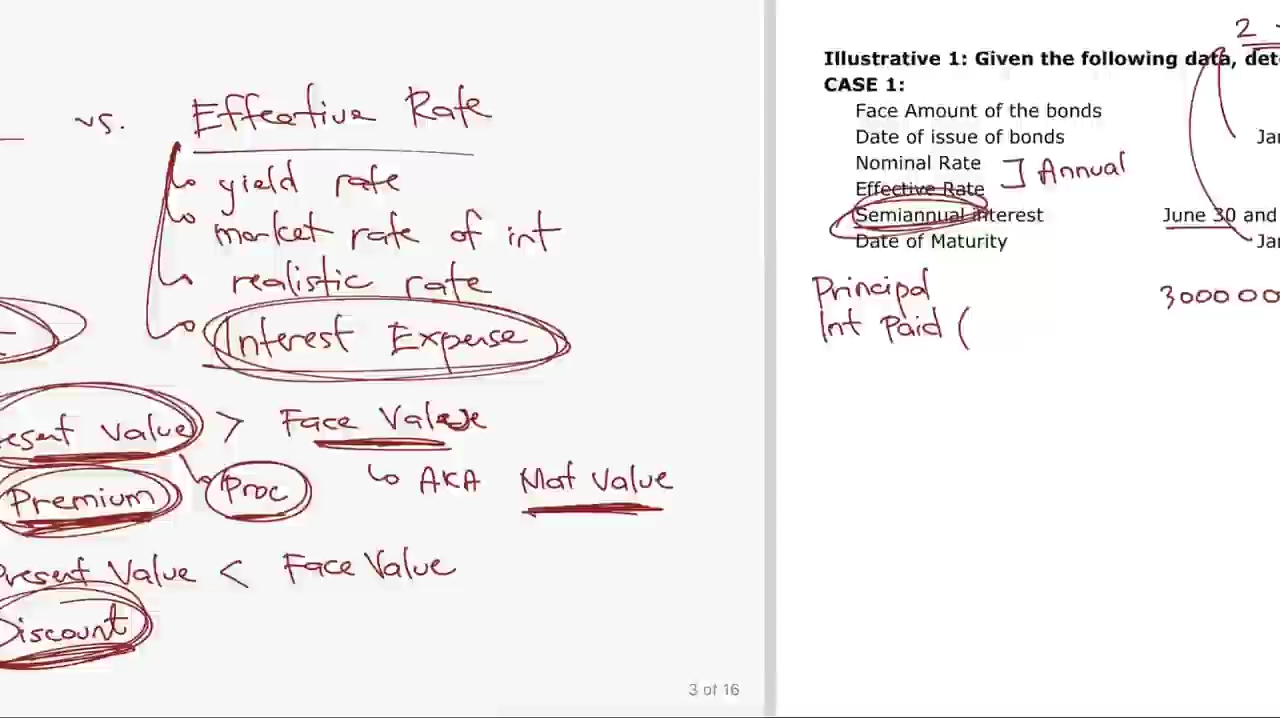 vs. Effective Rate
yield rate
market rate of int
realistic rate
Interest Expense
esent Value > Face Value
Premium Proc AKA Mat Value
Present Value < Face Value
Discount
3 of 16
2
Illustrative 1: Given the following data, det
CASE 1:
Face Amount of the bonds
Date of issue of bonds Jan
Nominal Rate
Annual
Effective Rate
Semiannual interest June 30 and
Date of Maturity Jan
Principal 300000
Int Paid (